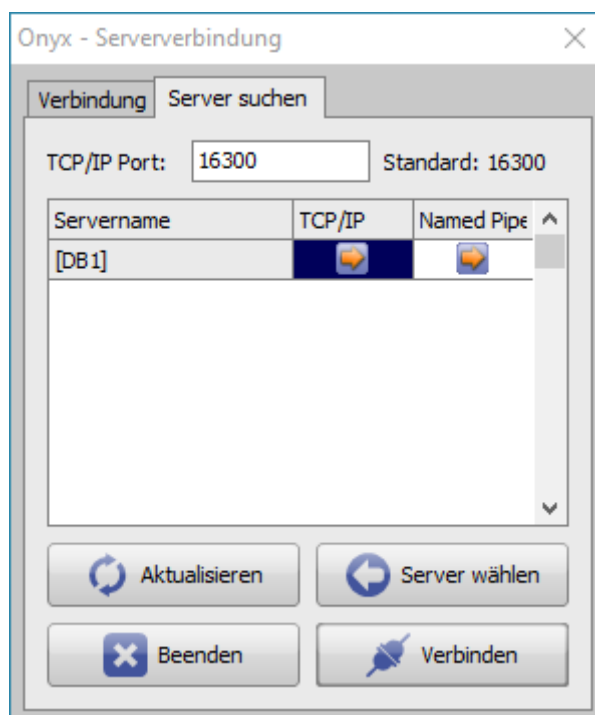 Onyx - Serververbindung
Verbindung Server suchen
TCP/IP Port: 16300 Standard: 16300
Servername TCP/IP Named Pipe
[DB1]
Aktualisieren Server wählen
Beenden Verbinden